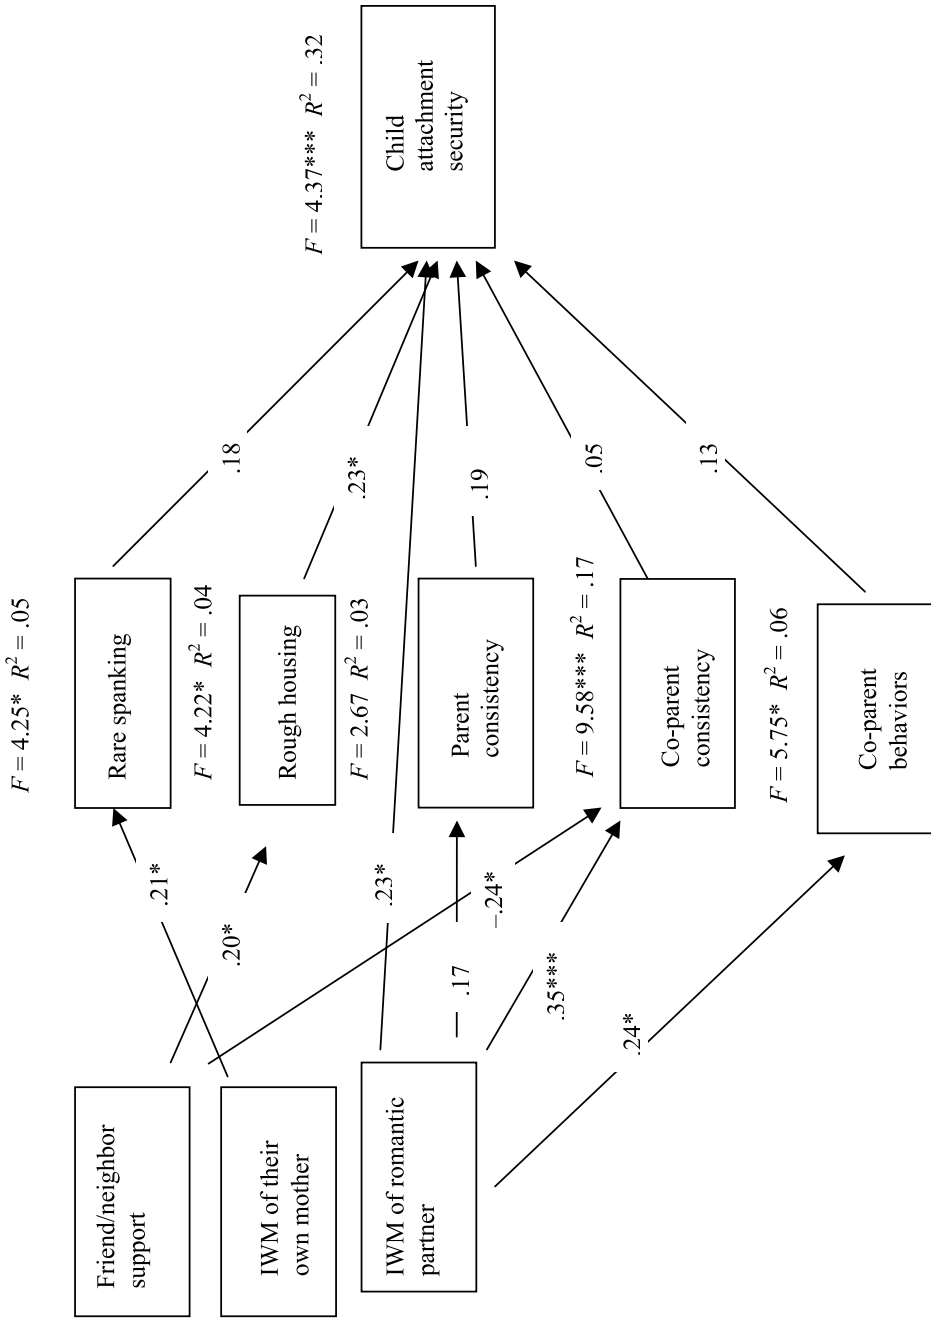 Friend/neighbor
support
IWM of their
own mother
IWM of romantic
partner
.21*
.20*
.23*
.17
–.24*
.35***
.24*
F = 4.25* R² = .05
Rare spanking
F = 4.22* R² = .04
Rough housing
F = 2.67 R² = .03
Parent
consistency
F = 9.58*** R² = .17
Co-parent
consistency
F = 5.75* R² = .06
Co-parent
behaviors
.18
.23*
.19
.05
.13
F = 4.37*** R² = .32
Child
attachment
security